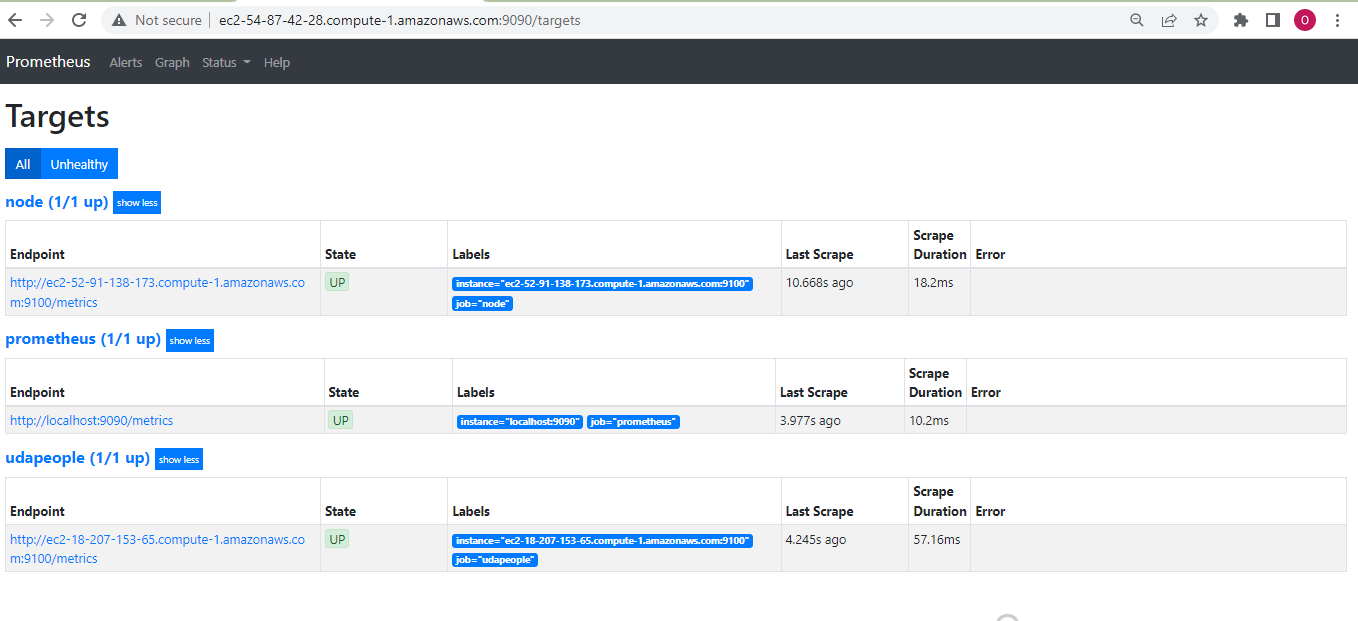 Not secure | ec2-54-87-42-28.compute-1.amazonaws.com:9090/targets
O
Prometheus Alerts Graph Status Help
Targets
All Unhealthy
node (1/1 up) show less
Scrape
Endpoint State Labels Last Scrape Duration Error
http://ec2-52-91-138-173.compute-1.amazonaws.co UP instance="ec2-52-91-138-173.compute-1.amazonaws.com:9100" 10.668s ago 18.2ms
m:9100/metrics job="node"
prometheus (1/1 up) show less
Scrape
Endpoint State Labels Last Scrape Duration Error
http://localhost:9090/metrics UP instance="localhost:9090" job="prometheus" 3.977s ago 10.2ms
udapeople (1/1 up) show less
Scrape
Endpoint State Labels Last Scrape Duration Error
http://ec2-18-207-153-65.compute-1.amazonaws.co UP instance="ec2-18-207-153-65.compute-1.amazonaws.com:9100" 4.245s ago 57.16ms
m:9100/metrics job="udapeople"